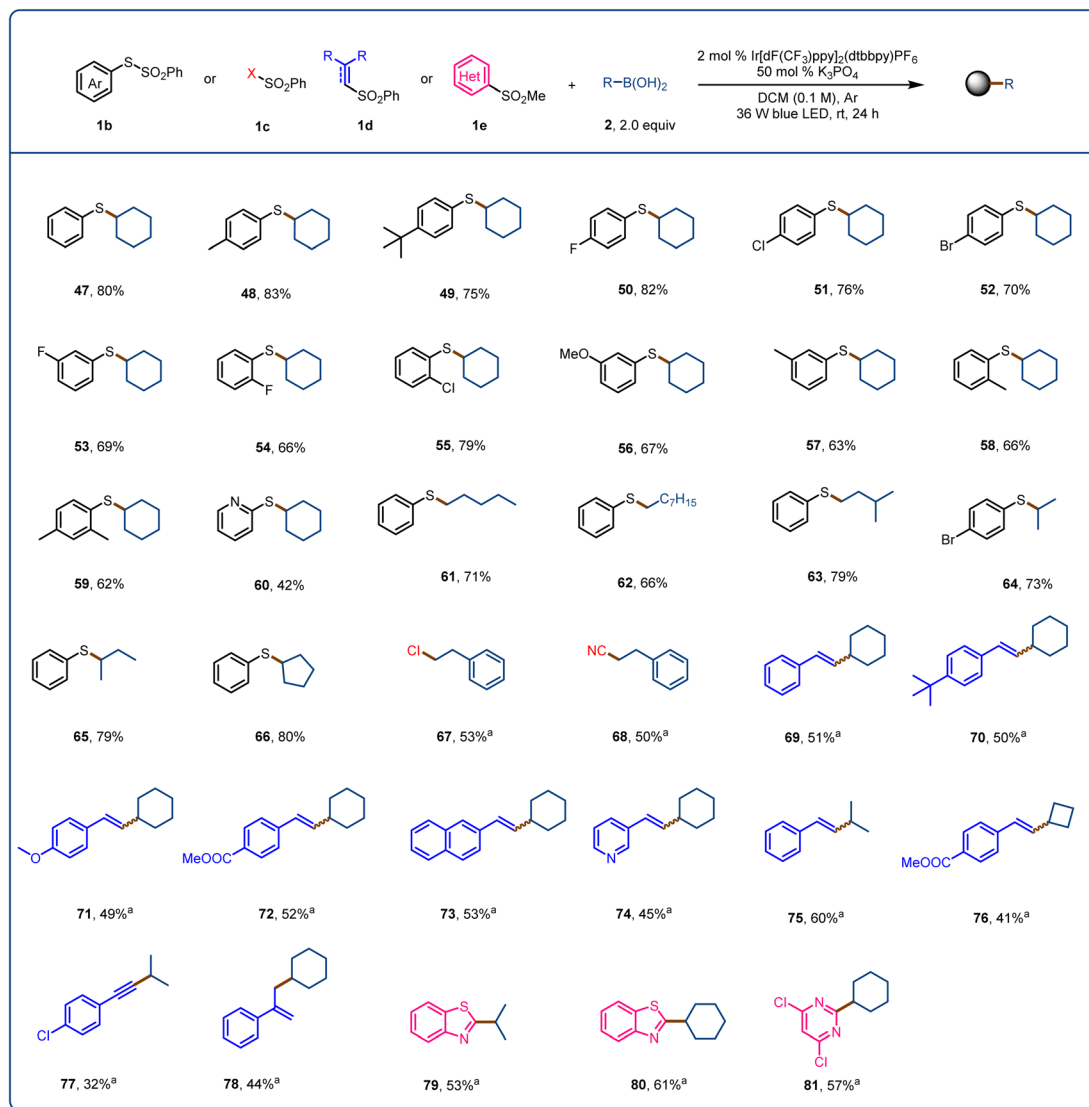 R R
S
Ar SO₂Ph or X SO₂Ph SO₂Ph or Het SO₂Me + R–B(OH)₂
1b 1c 1d 1e 2, 2.0 equiv
2 mol % Ir[dF(CF₃)ppy]₂(dtbbpy)PF₆
50 mol % K₃PO₄
DCM (0.1 M), Ar
36 W blue LED, rt, 24 h
R
S S S S S S
F Cl Br
47, 80% 48, 83% 49, 75% 50, 82% 51, 76% 52, 70%
F S S S MeO S S S
F Cl
53, 69% 54, 66% 55, 79% 56, 67% 57, 63% 58, 66%
S N S S S C₇H₁₅ S S
Br
59, 62% 60, 42% 61, 71% 62, 66% 63, 79% 64, 73%
S S Cl NC
65, 79% 66, 80% 67, 53%ᵃ 68, 50%ᵃ 69, 51%ᵃ 70, 50%ᵃ
O MeOOC N MeOOC
71, 49%ᵃ 72, 52%ᵃ 73, 53%ᵃ 74, 45%ᵃ 75, 60%ᵃ 76, 41%ᵃ
S S Cl N
N N N
Cl Cl
77, 32%ᵃ 78, 44%ᵃ 79, 53%ᵃ 80, 61%ᵃ 81, 57%ᵃ